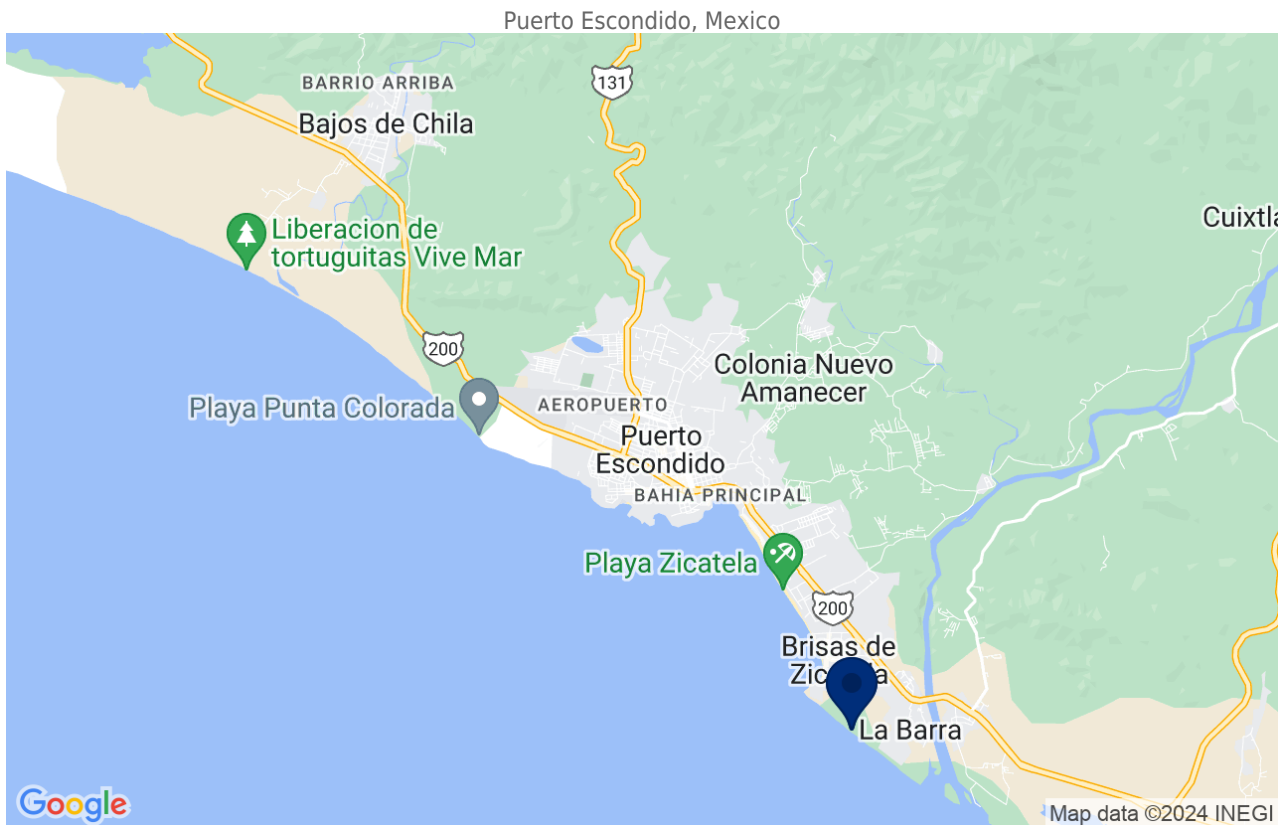 Puerto Escondido, Mexico
BARRIO ARRIBA
131
Bajos de Chila
Cuixtla
Liberacion de
tortuguitas Vive Mar
200
Colonia Nuevo
Amanecer
Playa Punta Colorada
AEROPUERTO
Puerto
Escondido
BAHIA PRINCIPAL
Playa Zicatela
200
Brisas de
La Barra
Google
Map data ©2024 INEGI